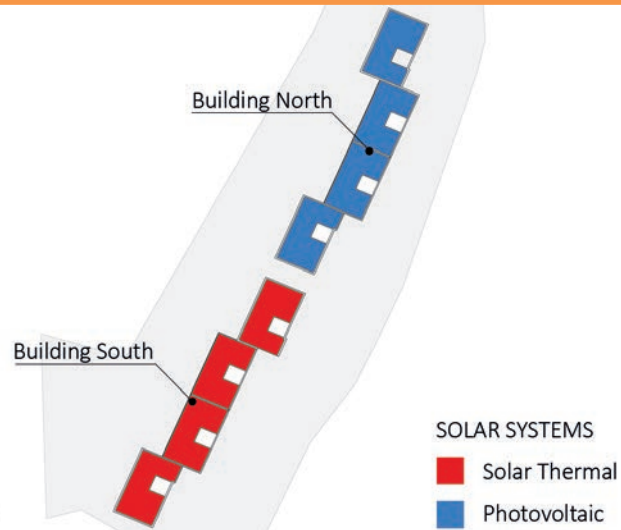 Building North
Building South
SOLAR SYSTEMS
Solar Thermal
Photovoltaic